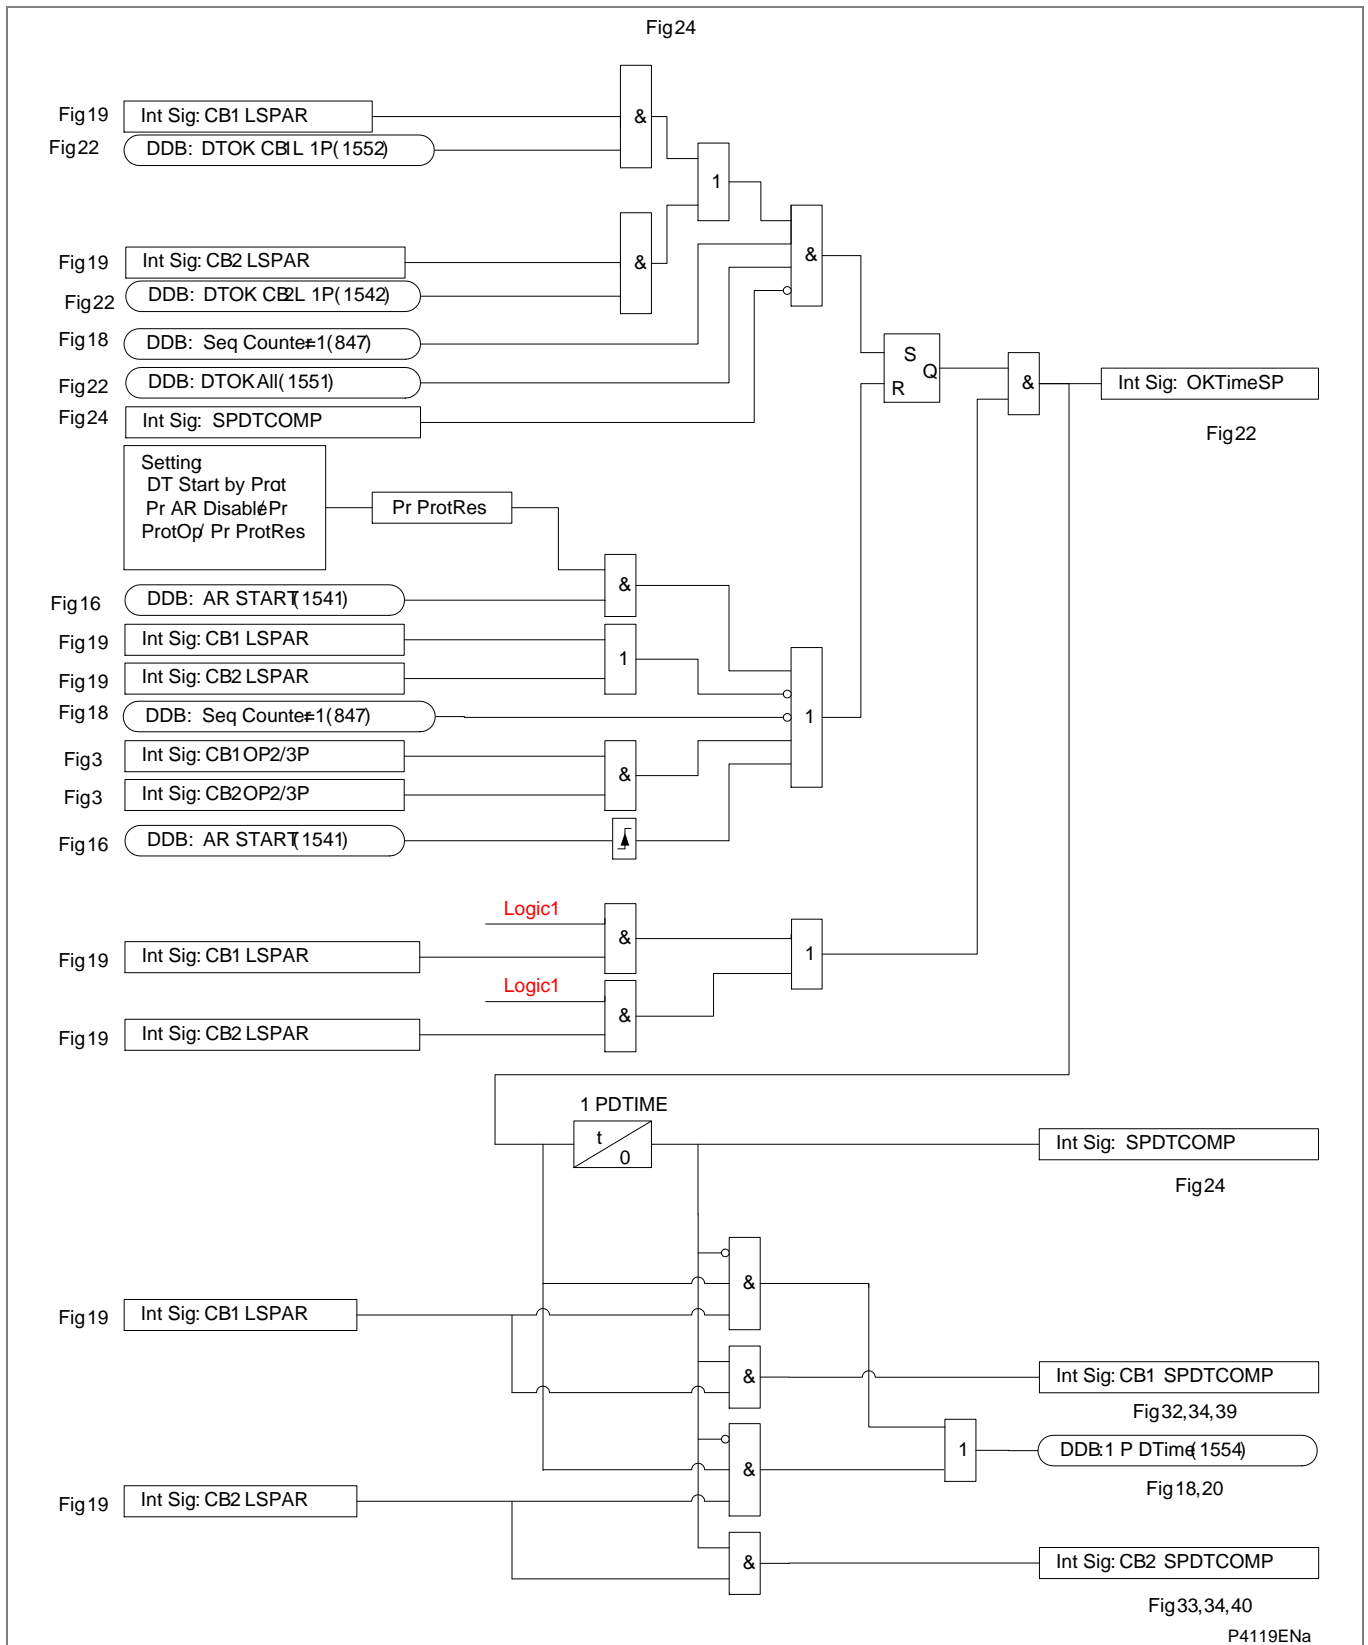 Fig24
Fig19 Int Sig: CB1 LSPAR
&
Fig22 DDB: DTOK CB1L 1P(1552)
1
Fig19 Int Sig: CB2 LSPAR
&
&
Fig22 DDB: DTOK CB2L 1P(1542)
Fig18 DDB: Seq Counter=1(847)
Fig22 DDB: DTOKAll(1551)
S
Q
R
&
Int Sig: OKTimeSP
Fig24 Int Sig: SPDTCOMP
Fig22
Setting:
DT Start by Prot
Pr AR Disable/Pr
ProtOp/ Pr ProtRes
Pr ProtRes
&
Fig16 DDB: AR START(1541)
Fig19 Int Sig: CB1 LSPAR
1
Fig19 Int Sig: CB2 LSPAR
Fig18 DDB: Seq Counter=1(847)
1
Fig3 Int Sig: CB1OP2/3P
&
Fig3 Int Sig: CB2OP2/3P
Fig16 DDB: AR START(1541)
Logic1
&
Fig19 Int Sig: CB1 LSPAR
1
Logic1
&
Fig19 Int Sig: CB2 LSPAR
1 PDTIME
t
0
Int Sig: SPDTCOMP
Fig24
&
Fig19 Int Sig: CB1 LSPAR
&
Int Sig: CB1 SPDTCOMP
Fig32,34,39
1
DDB:1 P DTime(1554)
&
Fig18,20
Fig19 Int Sig: CB2 LSPAR
&
Int Sig: CB2 SPDTCOMP
Fig33,34,40
P4119ENa